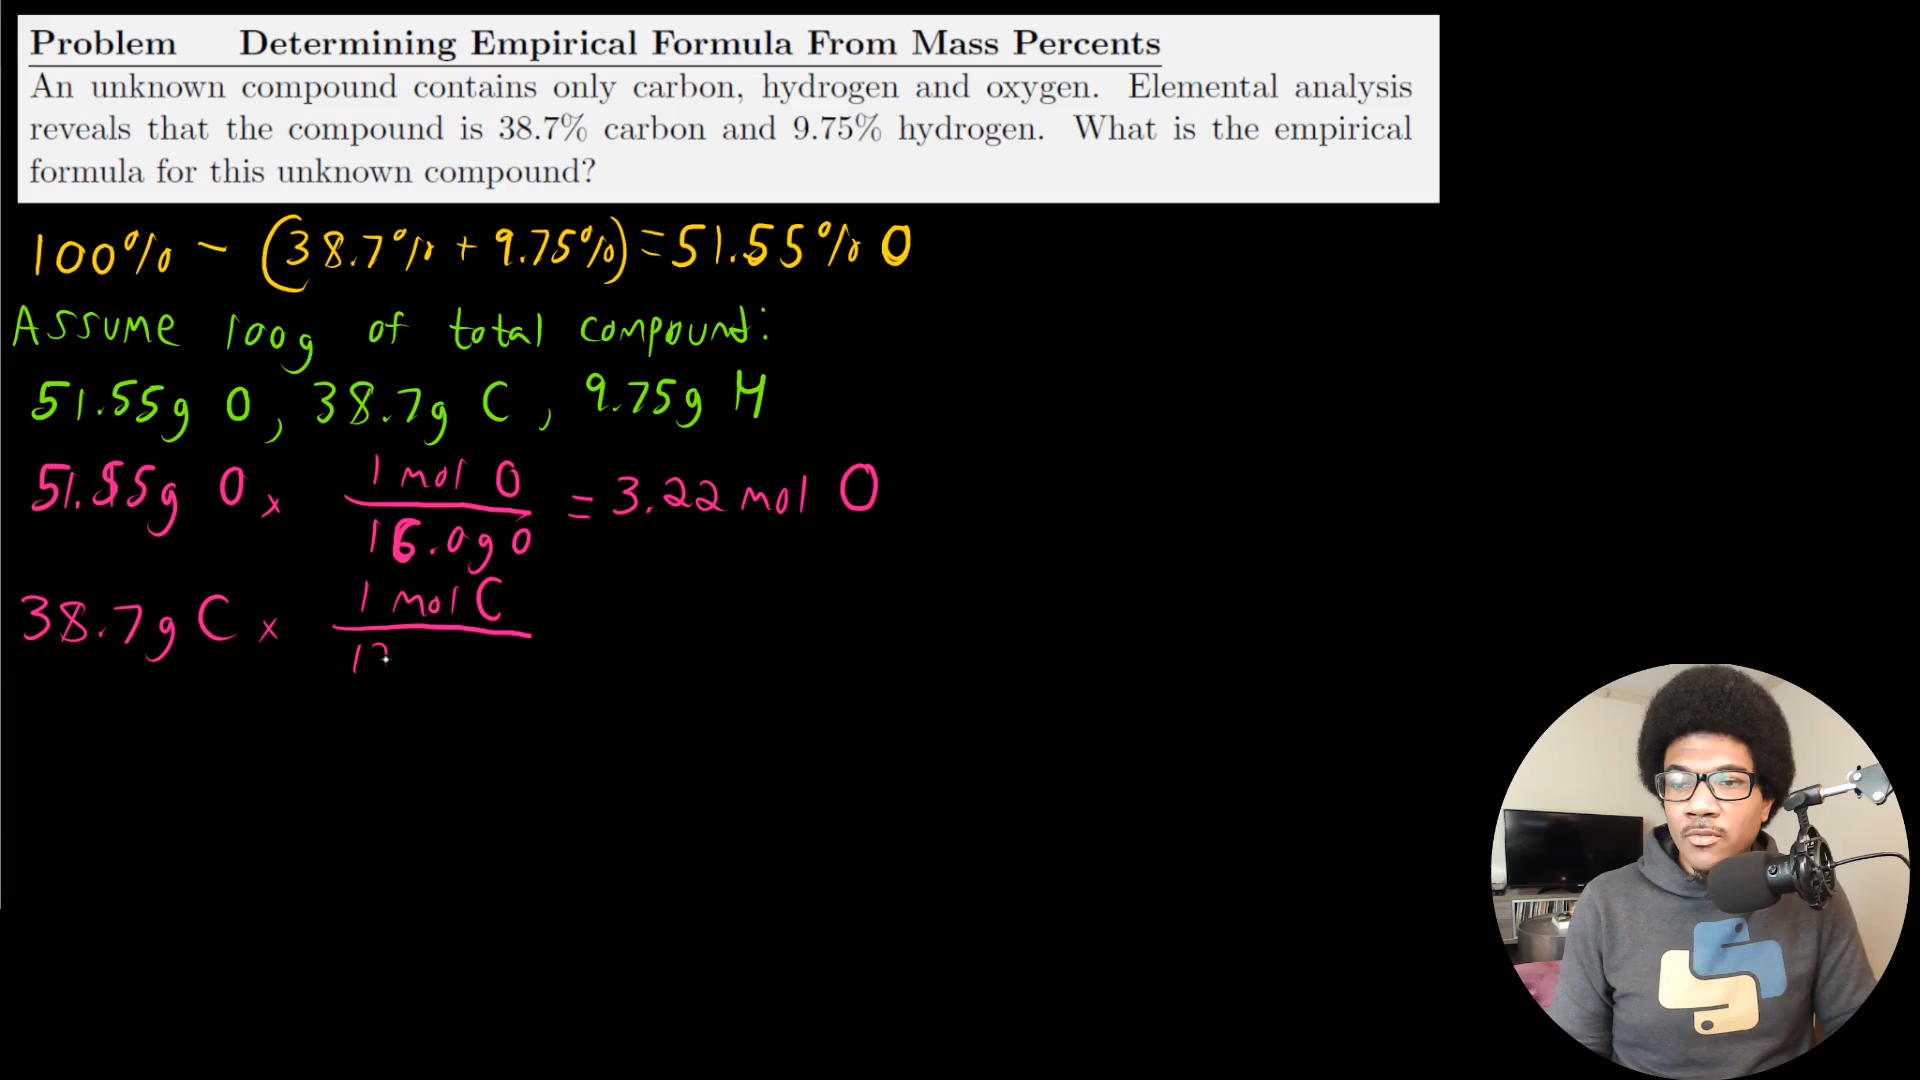 Problem Determining Empirical Formula From Mass Percents
An unknown compound contains only carbon, hydrogen and oxygen. Elemental analysis
reveals that the compound is 38.7% carbon and 9.75% hydrogen. What is the empirical
formula for this unknown compound?
100% - (38.7% + 9.75%) = 51.55% O
Assume 100g of total compound:
51.55g O, 38.7g C, 9.75g H
51.55g O x 1 mol O / 16.0g O = 3.22 mol O
38.7g C x 1 mol C / 12